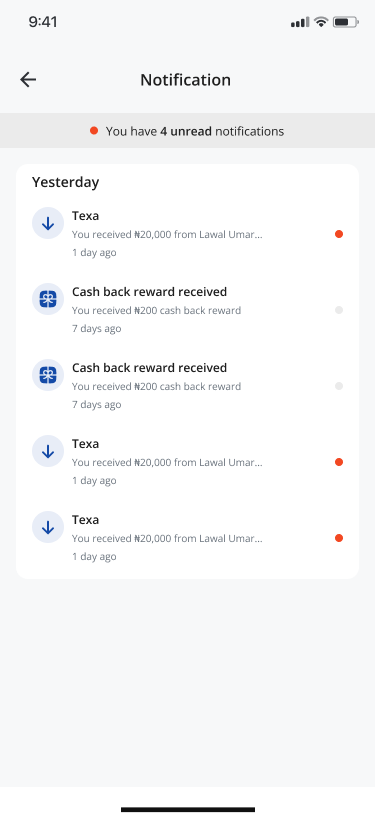 9:41
Notification
You have 4 unread notifications
Yesterday
Texa
You received ₦20,000 from Lawal Umar...
1 day ago
Cash back reward received
You received ₦200 cash back reward
7 days ago
Cash back reward received
You received ₦200 cash back reward
7 days ago
Texa
You received ₦20,000 from Lawal Umar...
1 day ago
Texa
You received ₦20,000 from Lawal Umar...
1 day ago